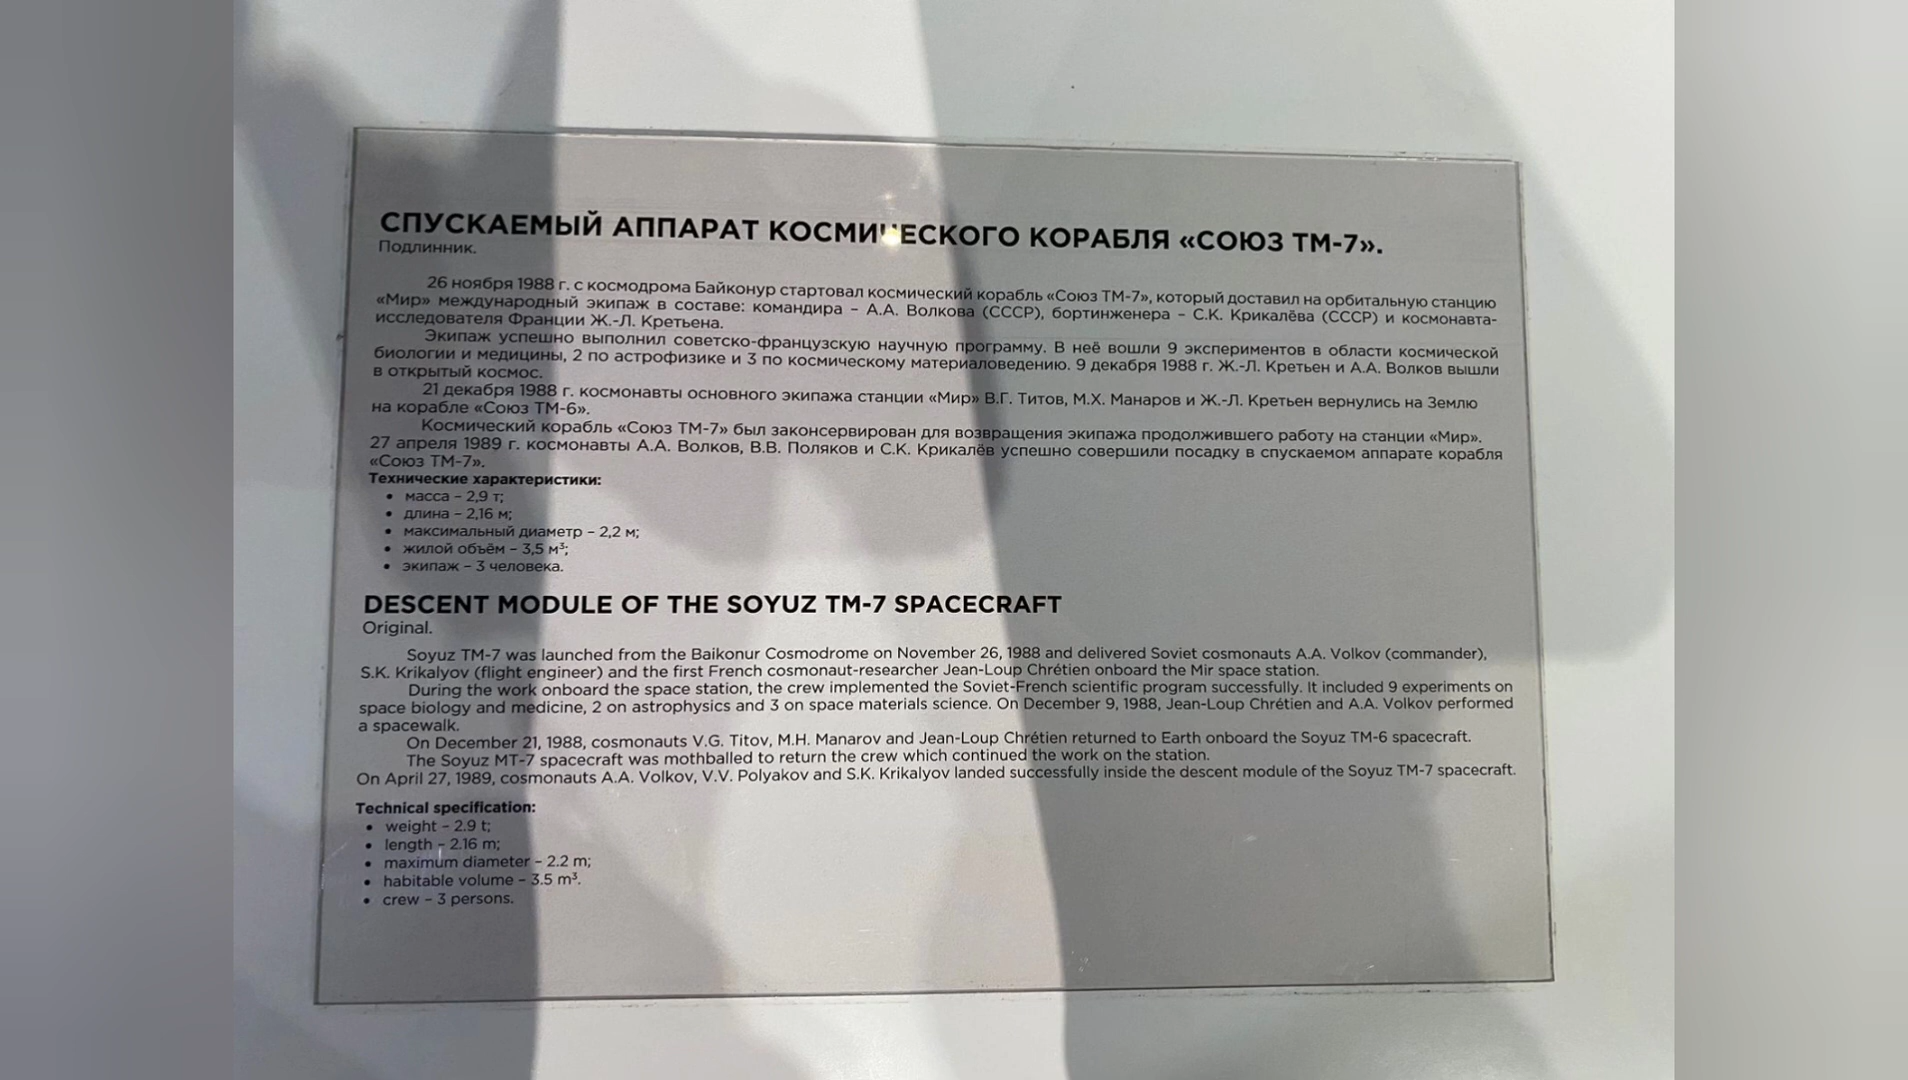 СПУСКАЕМЫЙ АППАРАТ КОСМИЧЕСКОГО КОРАБЛЯ «СОЮЗ ТМ-7».
Подлинник.
26 ноября 1988 г. с космодрома Байконур стартовал космический корабль «Союз ТМ-7», который доставил на орбитальную станцию
«Мир» международный экипаж в составе: командира – А.А. Волкова (СССР), бортинженера – С.К. Крикалёва (СССР) и космонавта-
исследователя Франции Ж.-Л. Кретьена.
Экипаж успешно выполнил советско-французскую научную программу. В неё вошли 9 экспериментов в области космической
биологии и медицины, 2 по астрофизике и 3 по космическому материаловедению. 9 декабря 1988 г. Ж.-Л. Кретьен и А.А. Волков вышли
в открытый космос.
21 декабря 1988 г. космонавты основного экипажа станции «Мир» В.Г. Титов, М.Х. Манаров и Ж.-Л. Кретьен вернулись на Землю
на корабле «Союз ТМ-6».
Космический корабль «Союз ТМ-7» был законсервирован для возвращения экипажа продолжившего работу на станции «Мир».
27 апреля 1989 г. космонавты А.А. Волков, В.В. Поляков и С.К. Крикалёв успешно совершили посадку в спускаемом аппарате корабля
«Союз ТМ-7».
Технические характеристики:
• масса – 2,9 т;
• длина – 2,16 м;
• максимальный диаметр – 2,2 м;
• жилой объём – 3,5 м³;
• экипаж – 3 человека.
DESCENT MODULE OF THE SOYUZ TM-7 SPACECRAFT
Original.
Soyuz TM-7 was launched from the Baikonur Cosmodrome on November 26, 1988 and delivered Soviet cosmonauts A.A. Volkov (commander),
S.K. Krikalyov (flight engineer) and the first French cosmonaut-researcher Jean-Loup Chrétien onboard the Mir space station.
During the work onboard the space station, the crew implemented the Soviet-French scientific program successfully. It included 9 experiments on
space biology and medicine, 2 on astrophysics and 3 on space materials science. On December 9, 1988, Jean-Loup Chrétien and A.A. Volkov performed
a spacewalk.
On December 21, 1988, cosmonauts V.G. Titov, M.H. Manarov and Jean-Loup Chrétien returned to Earth onboard the Soyuz TM-6 spacecraft.
The Soyuz MT-7 spacecraft was mothballed to return the crew which continued the work on the station.
On April 27, 1989, cosmonauts A.A. Volkov, V.V. Polyakov and S.K. Krikalyov landed successfully inside the descent module of the Soyuz TM-7 spacecraft.
Technical specification:
• weight – 2.9 t;
• length – 2.16 m;
• maximum diameter – 2.2 m;
• habitable volume – 3.5 m³.
• crew – 3 persons.